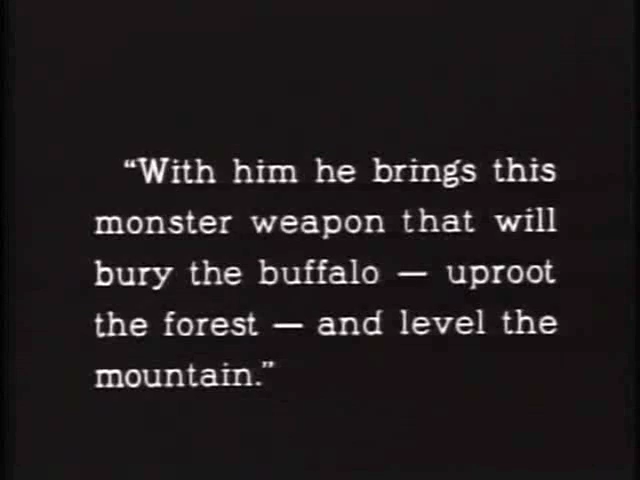 “With him he brings this
monster weapon that will
bury the buffalo — uproot
the forest — and level the
mountain.”